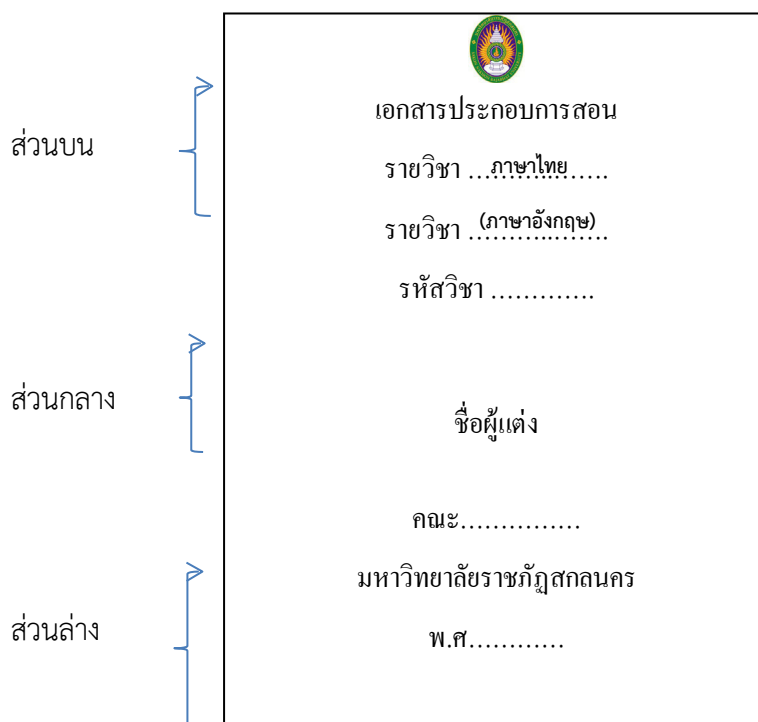 เอกสารประกอบการสอน
ส่วนบน
รายวิชา ...ภาษาไทย.....
รายวิชา (ภาษาอังกฤษ)
รหัสวิชา .............
ส่วนกลาง
ชื่อผู้แต่ง
คณะ...............
มหาวิทยาลัยราชภัฏสกลนคร
ส่วนล่าง
พ.ศ............